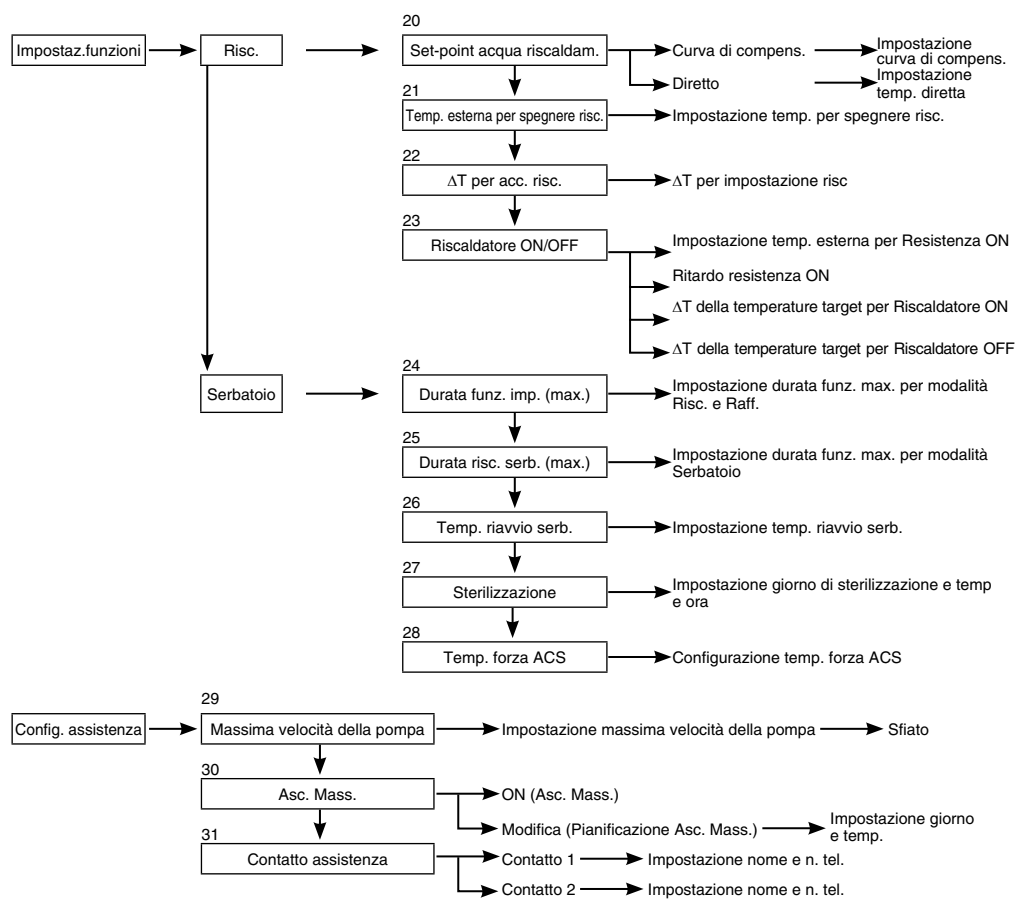 20
Impostaz.funzioni
Risc.
Set-point acqua riscaldam.
Curva di compens.
Impostazione
curva di compens.
Diretto
Impostazione
temp. diretta
21
Temp. esterna per spegnere risc.
Impostazione temp. per spegnere risc.
22
∆T per acc. risc.
∆T per impostazione risc
23
Riscaldatore ON/OFF
Impostazione temp. esterna per Resistenza ON
Ritardo resistenza ON
∆T della temperature target per Riscaldatore ON
∆T della temperature target per Riscaldatore OFF
24
Serbatoio
Durata funz. imp. (max.)
Impostazione durata funz. max. per modalità
Risc. e Raff.
25
Durata risc. serb. (max.)
Impostazione durata funz. max. per modalità
Serbatoio
26
Temp. riavvio serb.
Impostazione temp. riavvio serb.
27
Sterilizzazione
Impostazione giorno di sterilizzazione e temp
e ora
28
Temp. forza ACS
Configurazione temp. forza ACS
29
Config. assistenza
Massima velocità della pompa
Impostazione massima velocità della pompa
Sfiato
30
Asc. Mass.
ON (Asc. Mass.)
Modifica (Pianificazione Asc. Mass.)
Impostazione giorno
e temp.
31
Contatto assistenza
Contatto 1
Impostazione nome e n. tel.
Contatto 2
Impostazione nome e n. tel.